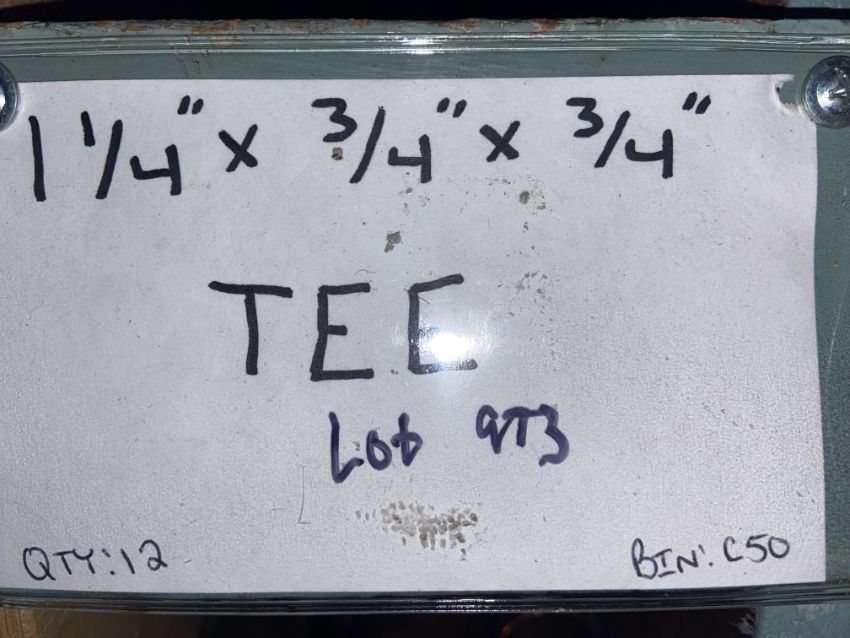 1 1/4" x 3/4" x 3/4"
TEE
Lot 9T3
QTY: 12
BIN: C50